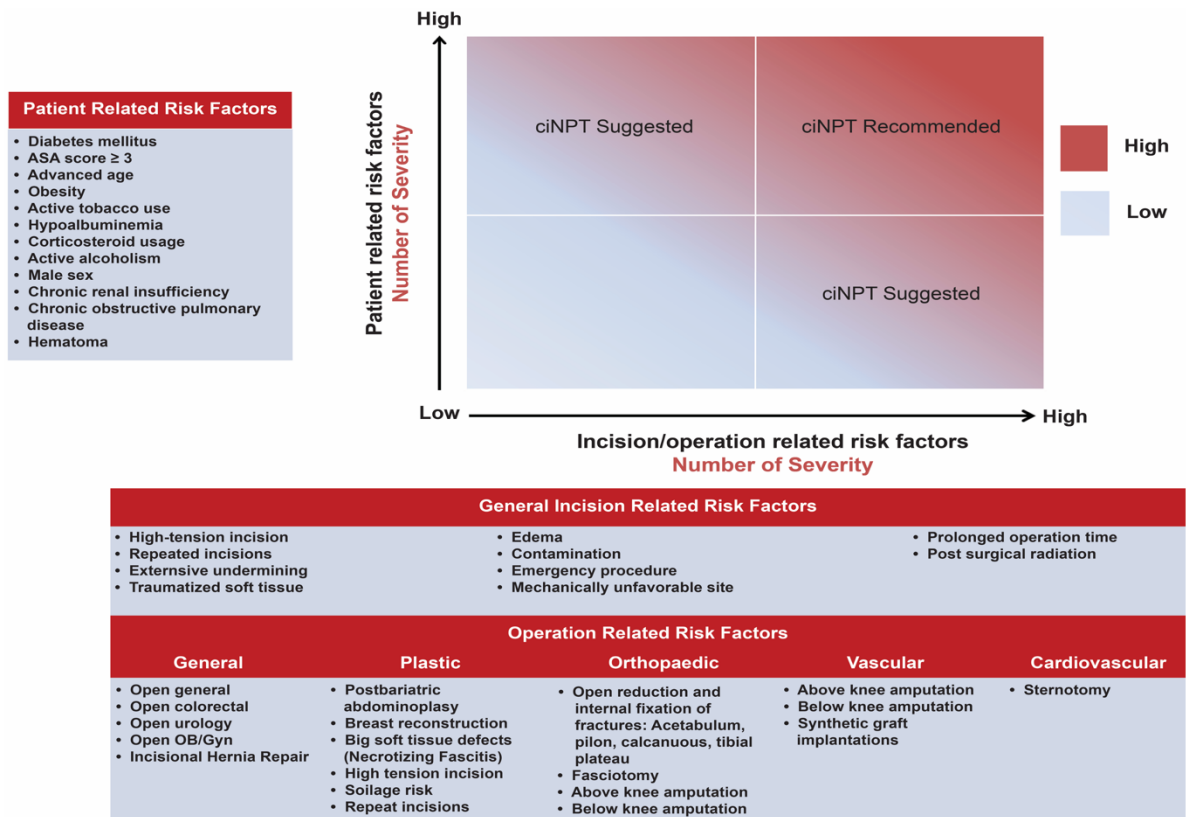 High
Patient related risk factors
Number of Severity
ciNPT Suggested
ciNPT Recommended
ciNPT Suggested
High
Low
Low
High
Incision/operation related risk factors
Number of Severity
Patient Related Risk Factors
• Diabetes mellitus
• ASA score ≥ 3
• Advanced age
• Obesity
• Active tobacco use
• Hypoalbuminemia
• Corticosteroid usage
• Active alcoholism
• Male sex
• Chronic renal insufficiency
• Chronic obstructive pulmonary
disease
• Hematoma
General Incision Related Risk Factors
• High-tension incision
• Repeated incisions
• Externsive undermining
• Traumatized soft tissue
• Edema
• Contamination
• Emergency procedure
• Mechanically unfavorable site
• Prolonged operation time
• Post surgical radiation
Operation Related Risk Factors
General
• Open general
• Open colorectal
• Open urology
• Open OB/Gyn
• Incisional Hernia Repair
Plastic
• Postbariatric
abdominoplasy
• Breast reconstruction
• Big soft tissue defects
(Necrotizing Fascitis)
• High tension incision
• Soilage risk
• Repeat incisions
Orthopaedic
• Open reduction and
internal fixation of
fractures: Acetabulum,
pilon, calcanuous, tibial
plateau
• Fasciotomy
• Above knee amputation
• Below knee amputation
Vascular
• Above knee amputation
• Below knee amputation
• Synthetic graft
implantations
Cardiovascular
• Sternotomy